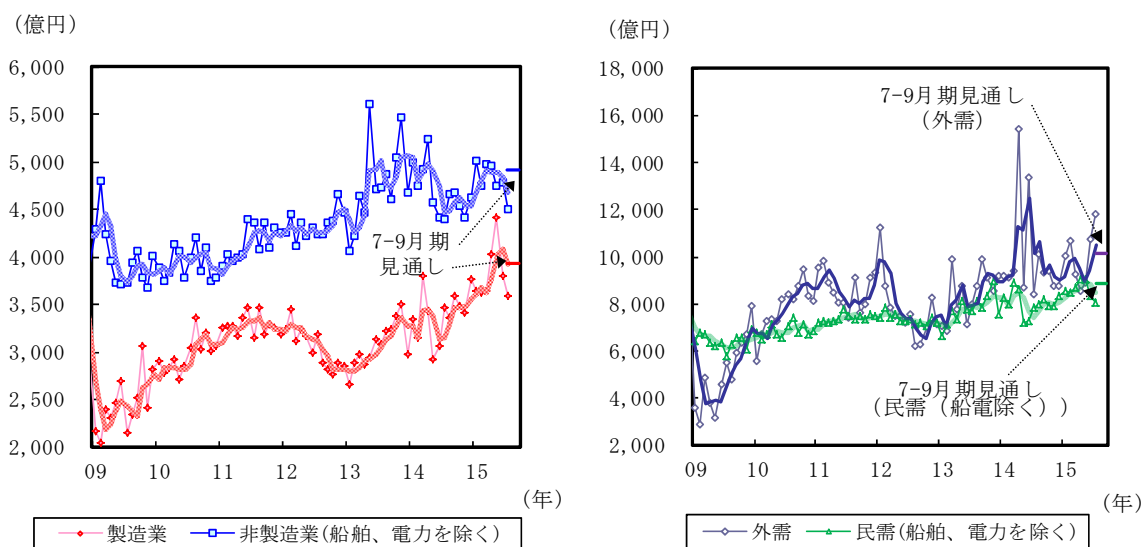 （億円）
6,000
5,500
5,000
4,500
4,000
3,500
3,000
2,500
2,000
7-9月期
見通し
09 10 11 12 13 14 15
（年）
製造業 非製造業(船舶、電力を除く)
（億円）
18,000
16,000
14,000
12,000
10,000
8,000
6,000
4,000
2,000
7-9月期見通し
（外需）
7-9月期見通し
（民需（船電除く））
09 10 11 12 13 14 15
（年）
外需 民需(船舶、電力を除く)